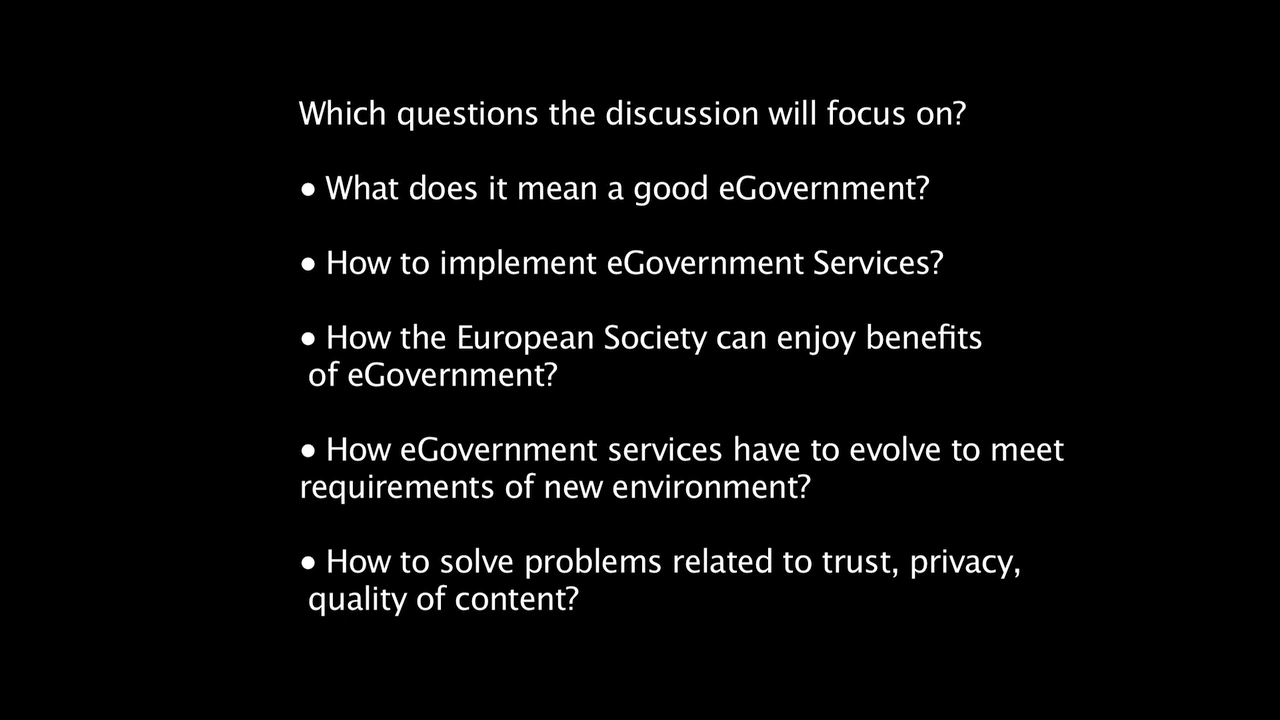 Which questions the discussion will focus on?
• What does it mean a good eGovernment?
• How to implement eGovernment Services?
• How the European Society can enjoy benefits
of eGovernment?
• How eGovernment services have to evolve to meet
requirements of new environment?
• How to solve problems related to trust, privacy,
quality of content?